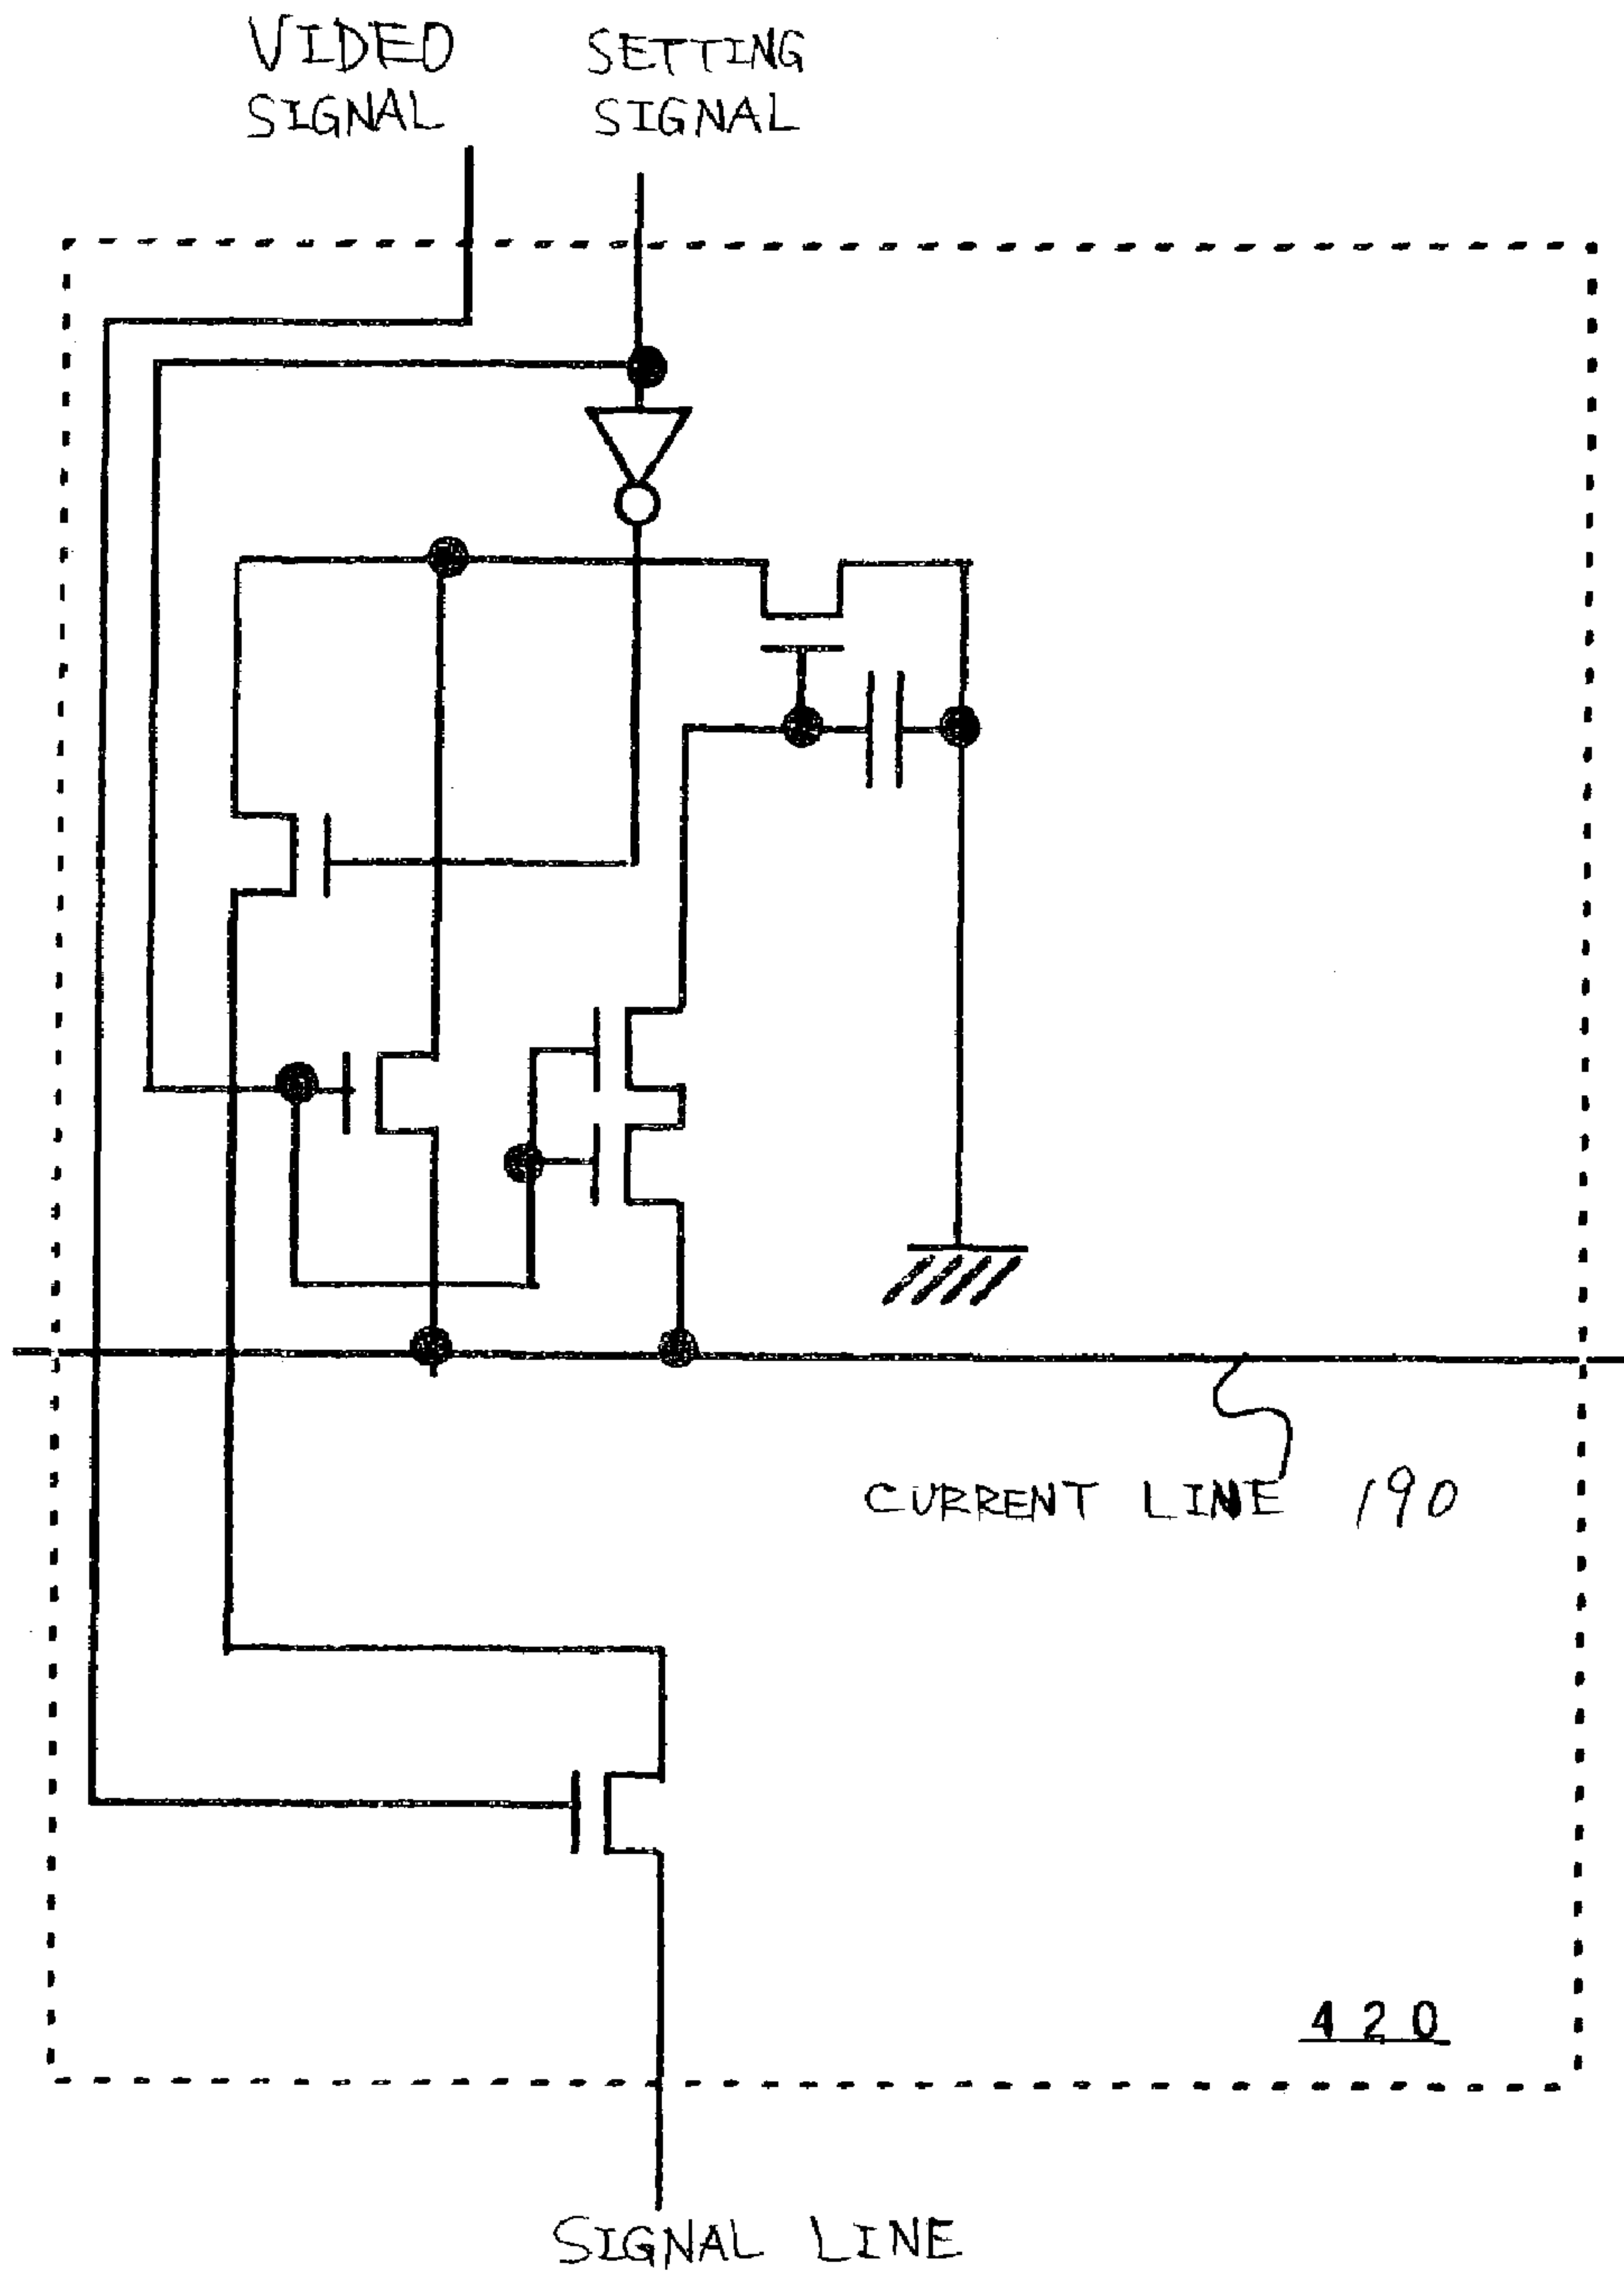 VIDEO
SIGNAL
SETTING
SIGNAL
CURRENT LINE 190
420
SIGNAL LINE